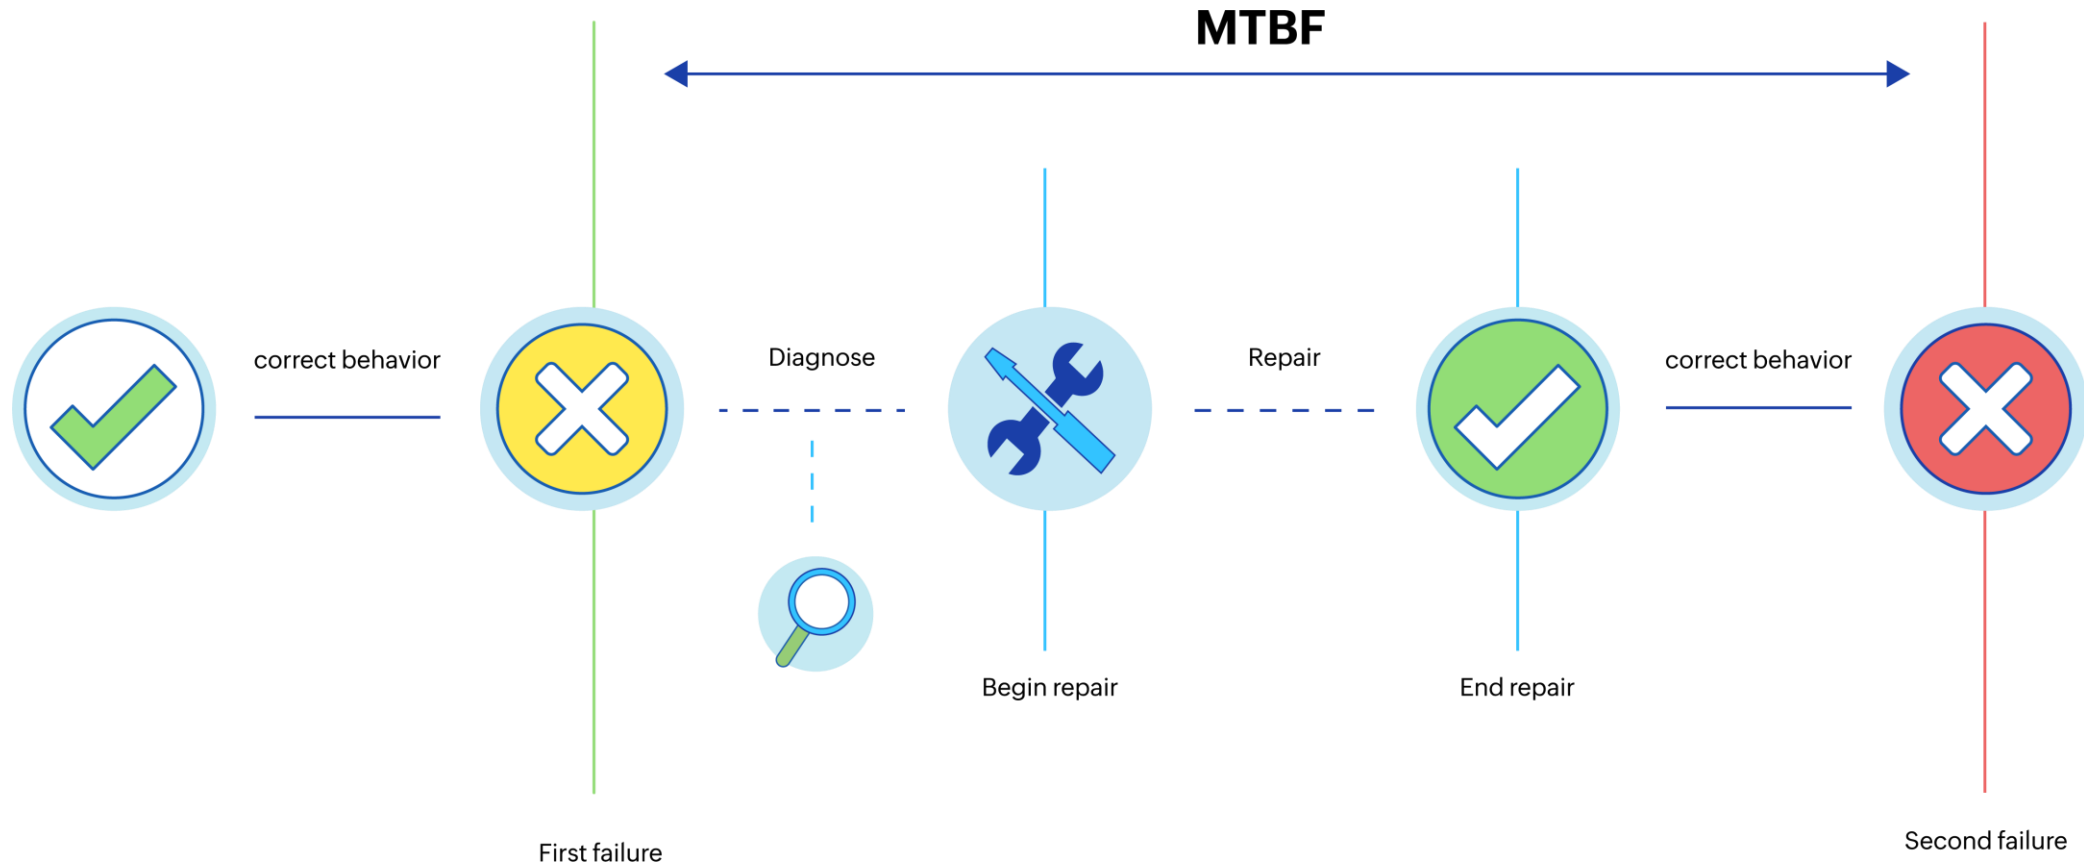 MTBF
correct behavior
Diagnose
Repair
correct behavior
Begin repair
End repair
First failure
Second failure